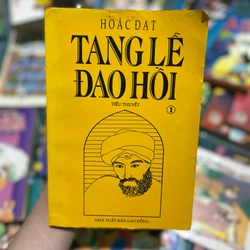 HOẮC ĐẠT
TANG LỄ
ĐẠO HỒI
TIỂU THUYẾT
1
NHÀ XUẤT BẢN LAO ĐỘNG